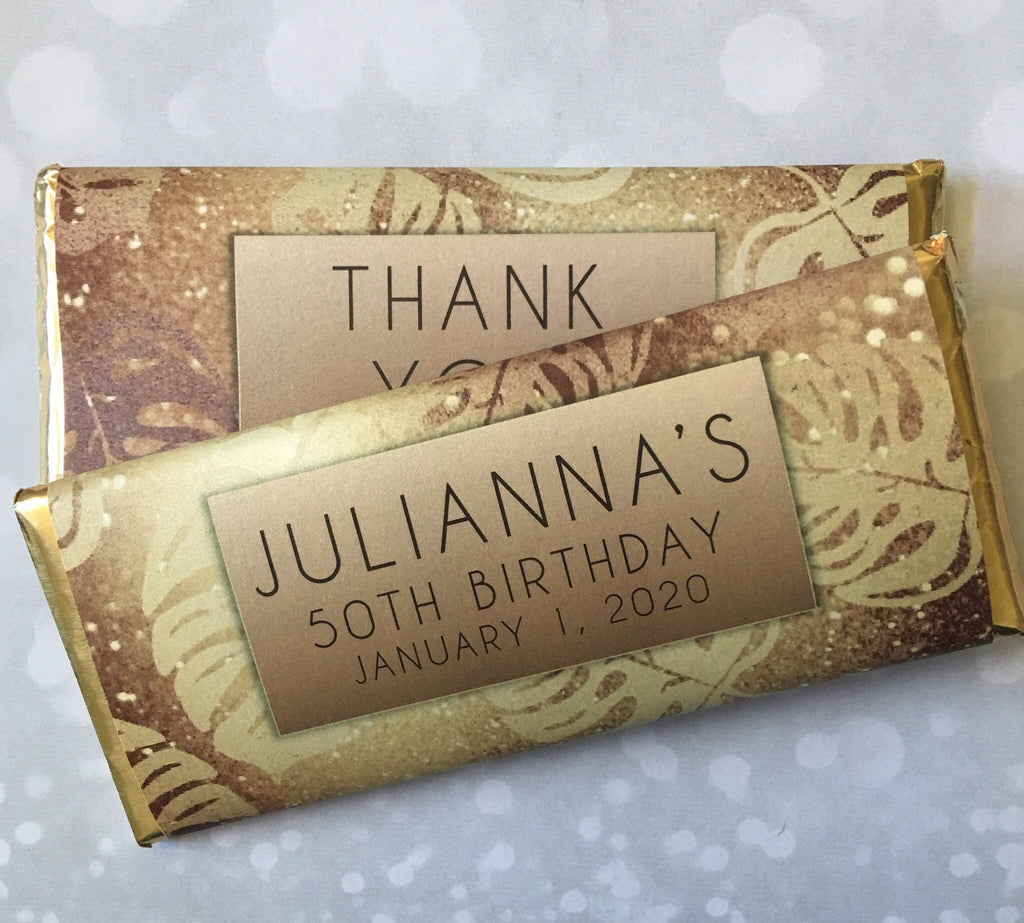 THANK
JULIANNA'S
50TH BIRTHDAY
JANUARY 1, 2020